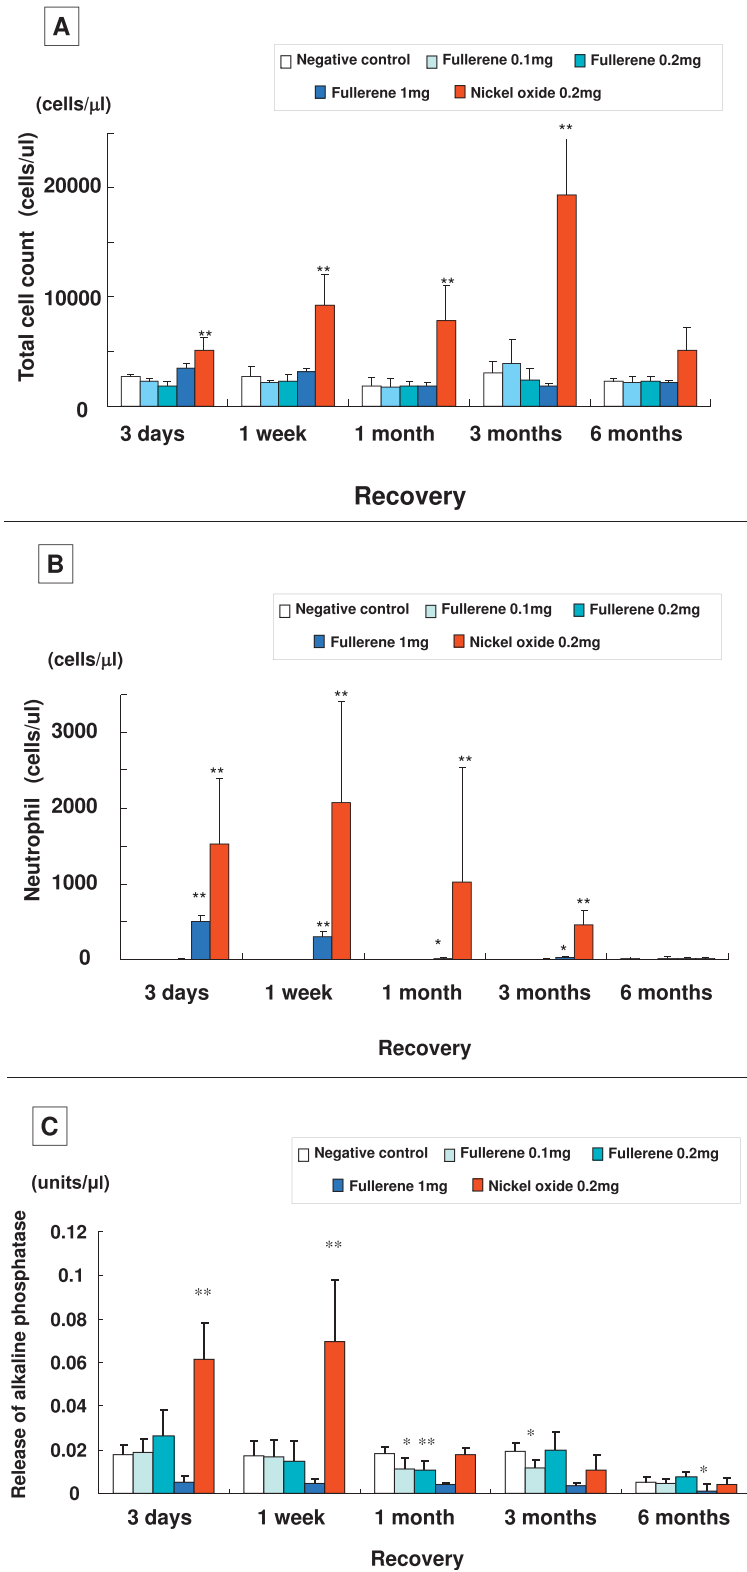 A
Negative control Fullerene 0.1mg Fullerene 0.2mg
Fullerene 1mg Nickel oxide 0.2mg
(cells/μl)
Total cell count (cells/ul)
20000
10000
0
** ** ** **
3 days 1 week 1 month 3 months 6 months
Recovery
B
Negative control Fullerene 0.1mg Fullerene 0.2mg
Fullerene 1mg Nickel oxide 0.2mg
(cells/μl)
Neutrophil (cells/ul)
3000
2000
1000
0
** ** ** ** * ** * **
3 days 1 week 1 month 3 months 6 months
Recovery
C
Negative control Fullerene 0.1mg Fullerene 0.2mg
Fullerene 1mg Nickel oxide 0.2mg
(units/μl)
Release of alkaline phosphatase
0.12
0.1
0.08
0.06
0.04
0.02
0
** ** * ** * *
3 days 1 week 1 month 3 months 6 months
Recovery